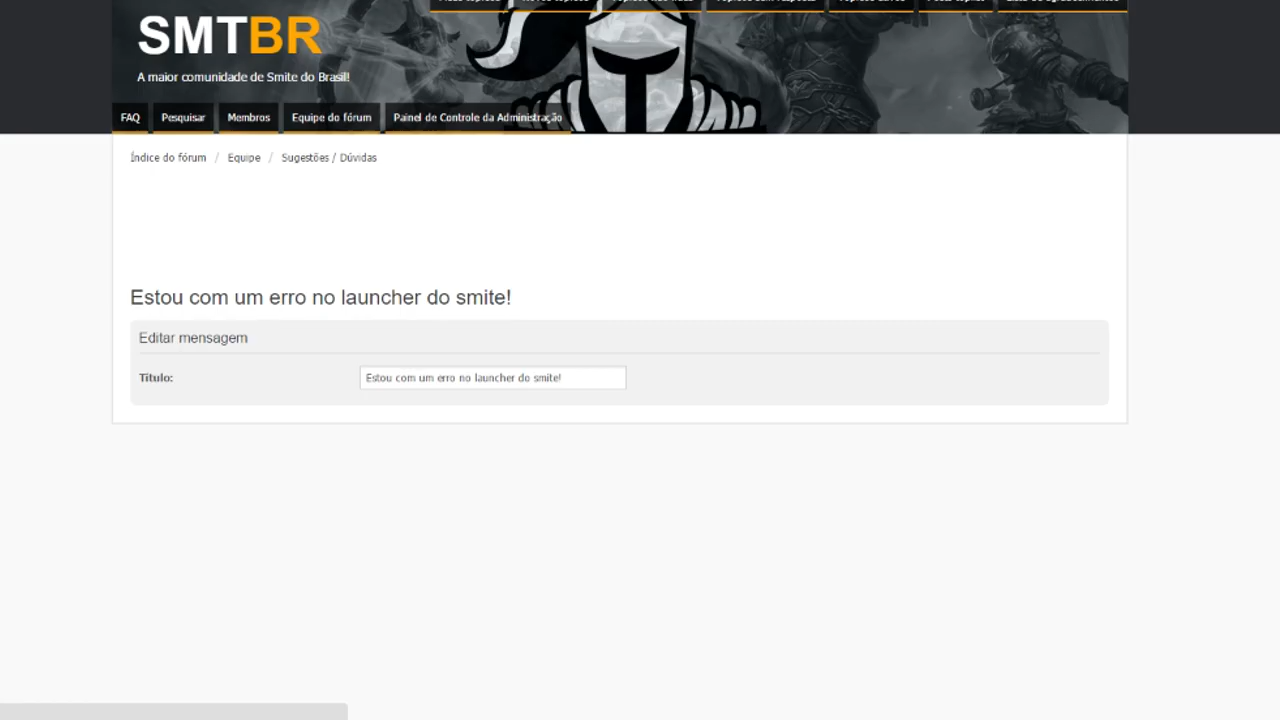 SMTBR
A maior comunidade de Smite do Brasil!
FAQ Pesquisar Membros Equipe do fórum Painel de Controle da Administração
Índice do fórum / Equipe / Sugestões / Dúvidas
Estou com um erro no launcher do smite!
Editar mensagem
Título: Estou com um erro no launcher do smite!